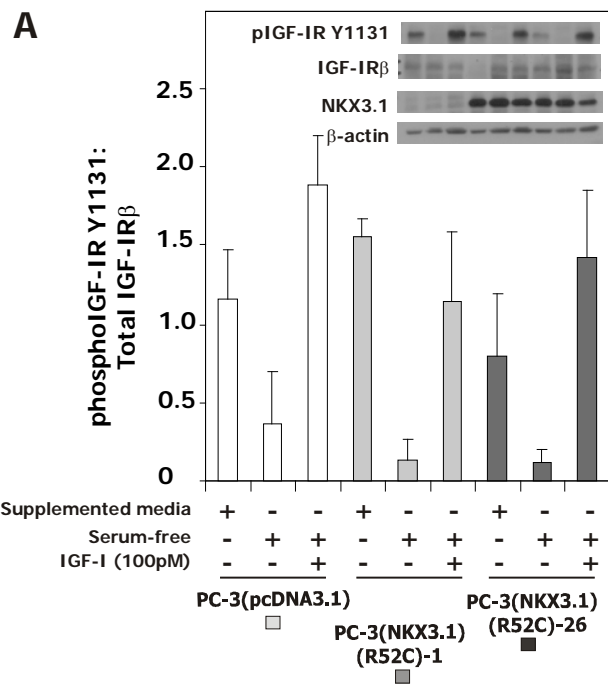 A
pIGF-IR Y1131
IGF-IRβ
NKX3.1
β-actin
phosphoIGF-IR Y1131:
Total IGF-IRβ
2.5
2.0
1.5
1.0
0.5
0
Supplemented media + - - + - - + - -
Serum-free - + + - + + - + +
IGF-I (100pM) - - + - - + - - +
PC-3(pcDNA3.1)
PC-3(NKX3.1)
(R52C)-1
PC-3(NKX3.1)
(R52C)-26